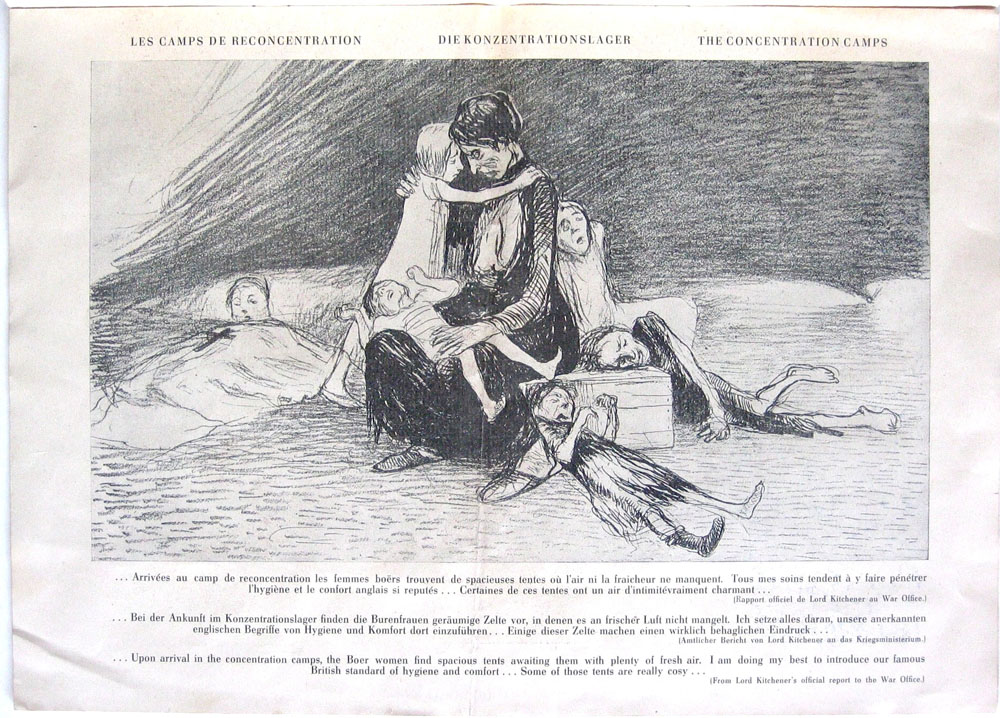 LES CAMPS DE RECONCENTRATION
DIE KONZENTRATIONSLAGER
THE CONCENTRATION CAMPS
... Arrivées au camp de reconcentration les femmes boërs trouvent de spacieuses tentes où l'air ni la fraicheur ne manquent. Tous mes soins tendent à y faire pénétrer
l'hygiène et le confort anglais si reputés ... Certaines de ces tentes ont un air d'intimitévraiment charmant ...
(Rapport officiel de Lord Kitchener au War Office.)
... Bei der Ankunft im Konzentrationslager finden die Burenfrauen geräumige Zelte vor, in denen es an frischér Luft nicht mangelt. Ich setze alles daran, unsere anerkannten
englischen Begriffe von Hygiene und Komfort dort einzuführen ... Einige dieser Zelte machen einen wirklich behaglichen Eindruck ...
(Amtlicher Bericht von Lord Kitchener an das Kriegsministerium.)
... Upon arrival in the concentration camps, the Boer women find spacious tents awaiting them with plenty of fresh air. I am doing my best to introduce our famous
British standard of hygiene and comfort ... Some of those tents are really cosy ...
(From Lord Kitchener's official report to the War Office.)